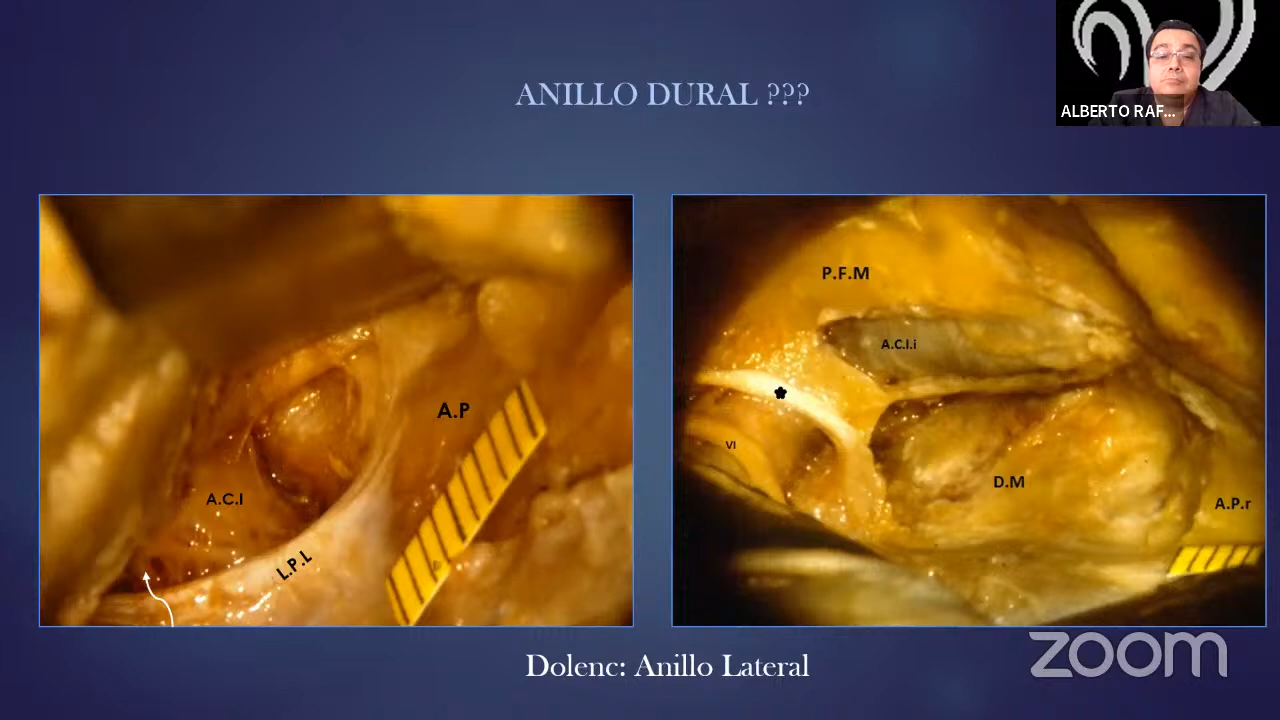 ALBERTO RAF...
ANILLO DURAL ???
A.P
A.C.I
L.P.L
P.F.M
A.C.I.i
VI
D.M
A.P.r
Dolenc: Anillo Lateral
zoom